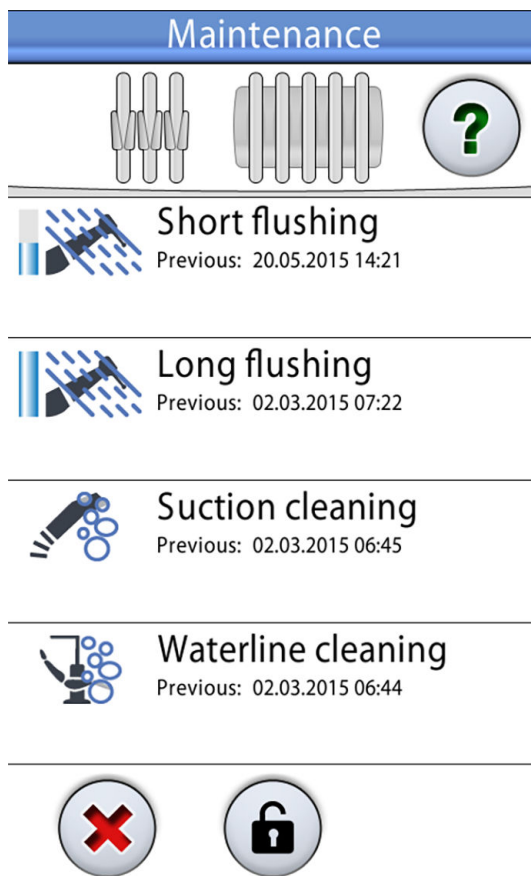 Maintenance
?
Short flushing
Previous: 20.05.2015 14:21
Long flushing
Previous: 02.03.2015 07:22
Suction cleaning
Previous: 02.03.2015 06:45
Waterline cleaning
Previous: 02.03.2015 06:44